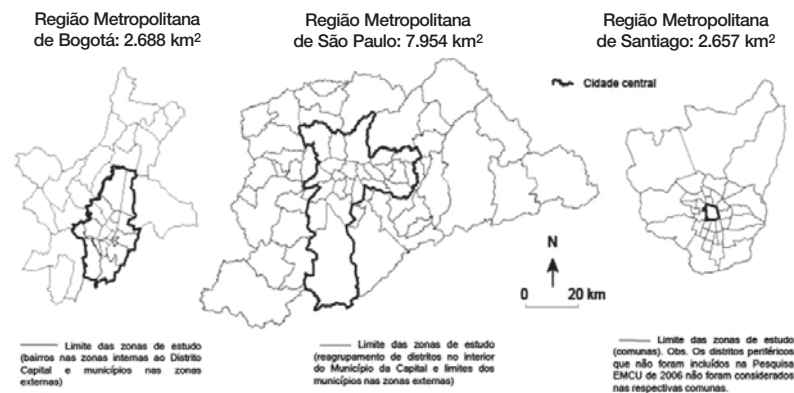 Região Metropolitana
de Bogotá: 2.688 km²
Região Metropolitana
de São Paulo: 7.954 km²
Região Metropolitana
de Santiago: 2.657 km²
Cidade central
N
0 20 km
Limite das zonas de estudo
(bairros nas zonas internas ao Distrito
Capital e municípios nas zonas
externas)
Limite das zonas de estudo
(reagrupamento de distritos no interior
do Município da Capital e limites dos
municípios nas zonas externas)
Limite das zonas de estudo
(comunas). Obs. Os distritos periféricos
que não foram incluídos na Pesquisa
EMCU de 2006 não foram considerados
nas respectivas comunas.